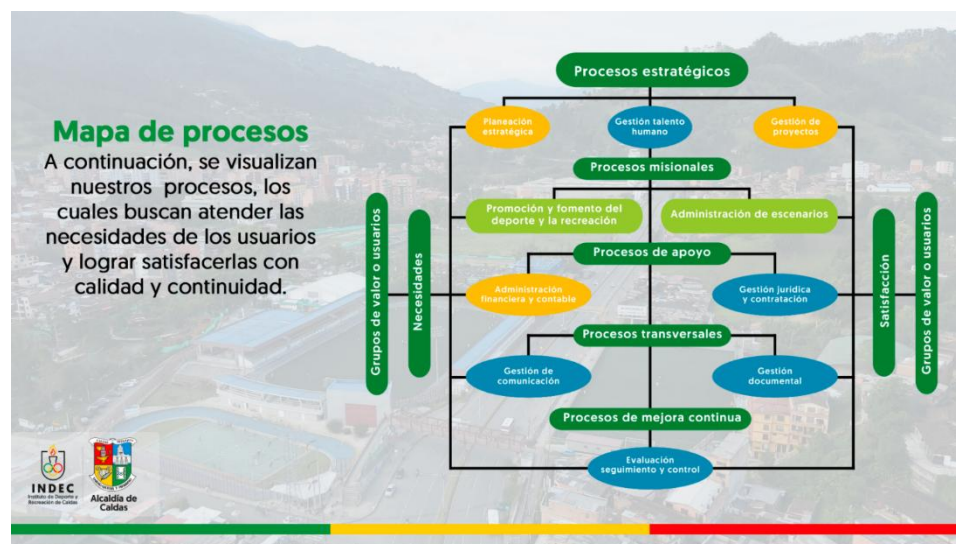 Mapa de procesos
A continuación, se visualizan
nuestros procesos, los
cuales buscan atender las
necesidades de los usuarios
y lograr satisfacerlas con
calidad y continuidad.
Grupos de valor o usuarios
Necesidades
Procesos estratégicos
Planeación
estratégica
Gestión talento
humano
Gestión de
proyectos
Procesos misionales
Promoción y fomento del
deporte y la recreación
Administración de escenarios
Procesos de apoyo
Administración
financiera y contable
Gestión jurídica
y contratación
Procesos transversales
Gestión de
comunicación
Gestión
documental
Procesos de mejora continua
Evaluación
seguimiento y control
Satisfacción
Grupos de valor o usuarios
INDEC
Instituto de Deporte y
Recreación de Caldas
Alcaldía de
Caldas